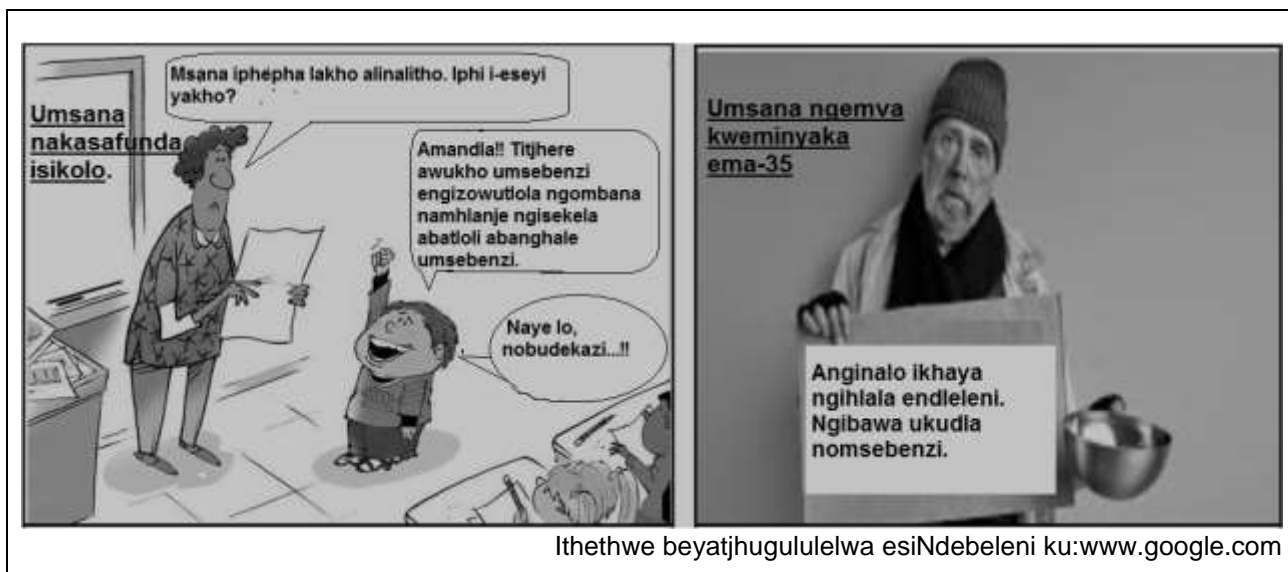 Umsana
nakasafunda
isikolo.
Msana iphepha lakho alinalitho. Iphi i-eseyi
yakho?
Amandla!! Titjhere
awukho umsebenzi
engizowutlola ngombana
namhlanje ngisekela
abatloli abanghale
umsebenzi.
Naye lo,
nobudekazi...!!
Umsana ngemva
kweminyaka
ema-35
Anginalo ikhaya
ngihlala endleleni.
Ngibawa ukudla
nomsebenzi.
Ithethwe beyatjhugululelwa esiNdebeleni ku:www.google.com